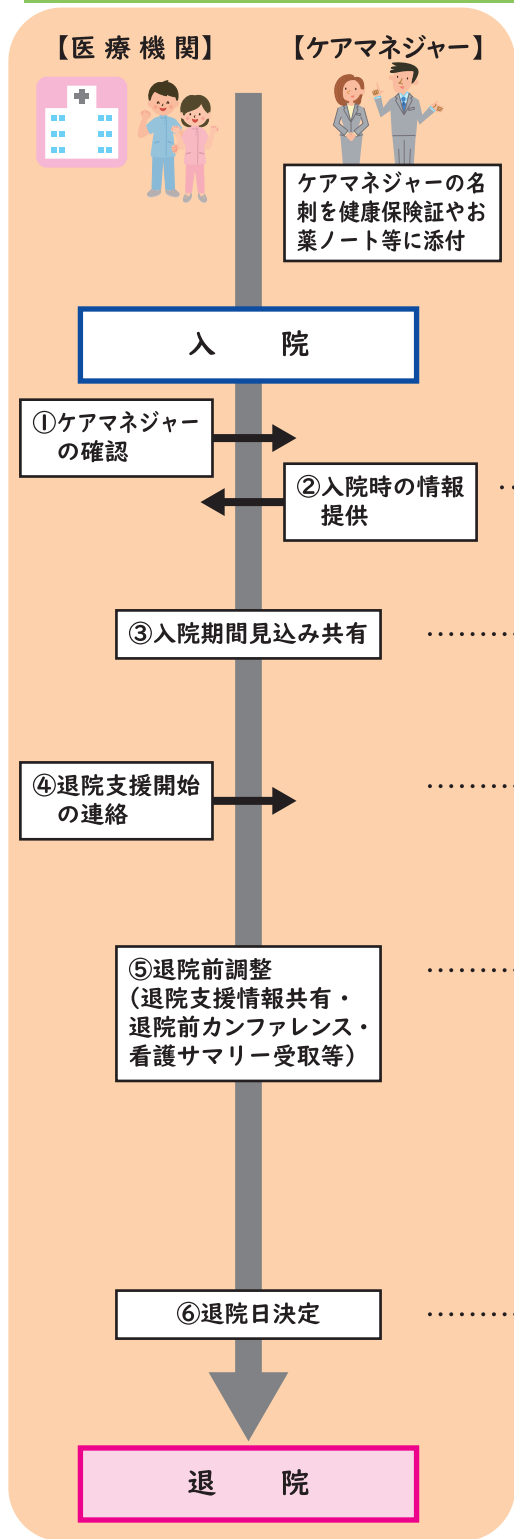 【医療機関】
【ケアマネジャー】
ケアマネジャーの名
刺を健康保険証やお
薬ノート等に添付
入 院
①ケアマネジャー
の確認
②入院時の情報
提供
③入院期間見込み共有
④退院支援開始
の連絡
⑤退院前調整
(退院支援情報共有・
退院前カンファレンス・
看護サマリー受取等)
⑥退院日決定
退 院